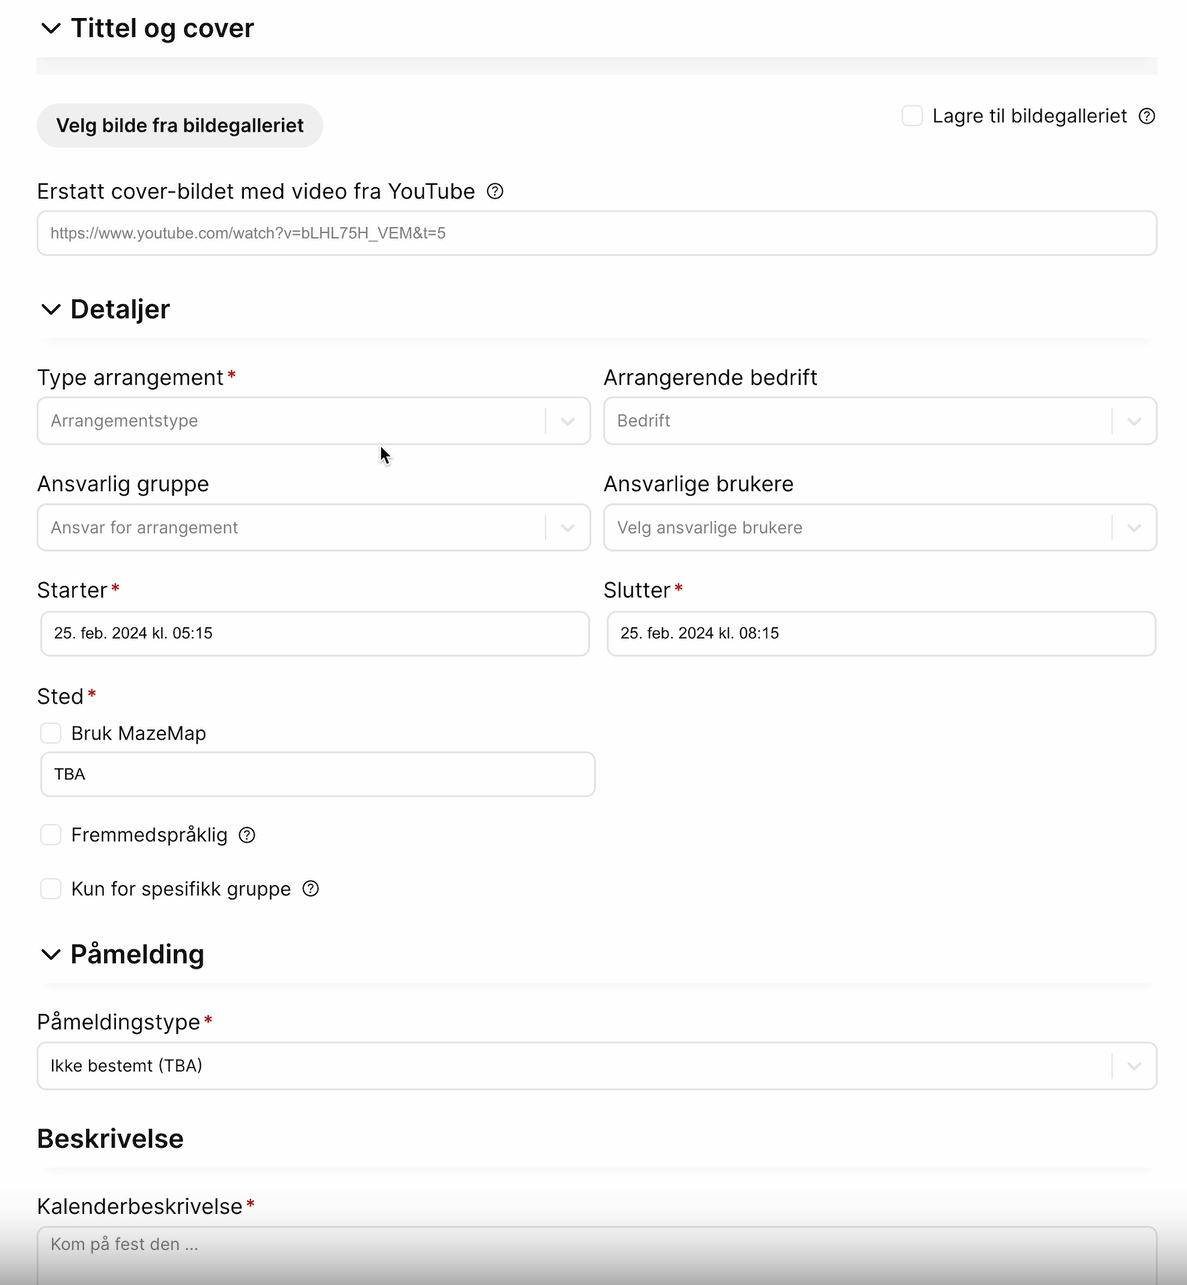 Tittel og cover
Velg bilde fra bildegalleriet
Lagre til bildegalleriet
Erstatt cover-bildet med video fra YouTube
https://www.youtube.com/watch?v=bLHL75H_VEM&t=5
Detaljer
Type arrangement*
Arrangerende bedrift
Arrangementstype
Bedrift
Ansvarlig gruppe
Ansvarlige brukere
Ansvar for arrangement
Velg ansvarlige brukere
Starter*
Slutter*
25. feb. 2024 kl. 05:15
25. feb. 2024 kl. 08:15
Sted*
Bruk MazeMap
TBA
Fremmedspråklig
Kun for spesifikk gruppe
Påmelding
Påmeldingstype*
Ikke bestemt (TBA)
Beskrivelse
Kalenderbeskrivelse*
Kom på fest den ...